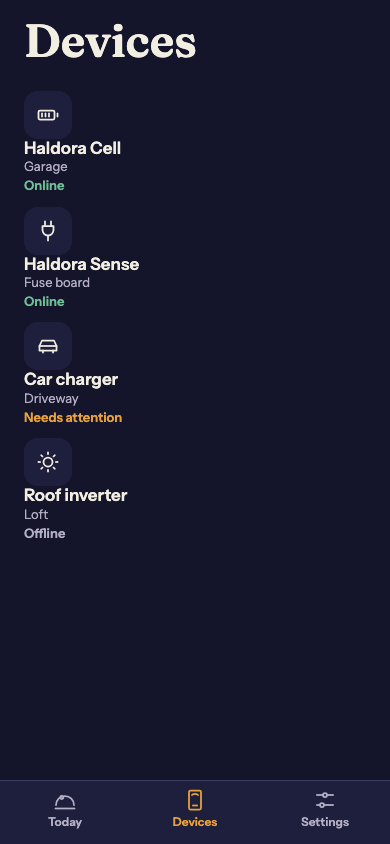 Devices
Haldora Cell
Garage
Online
Haldora Sense
Fuse board
Online
Car charger
Driveway
Needs attention
Roof inverter
Loft
Offline
Today
Devices
Settings